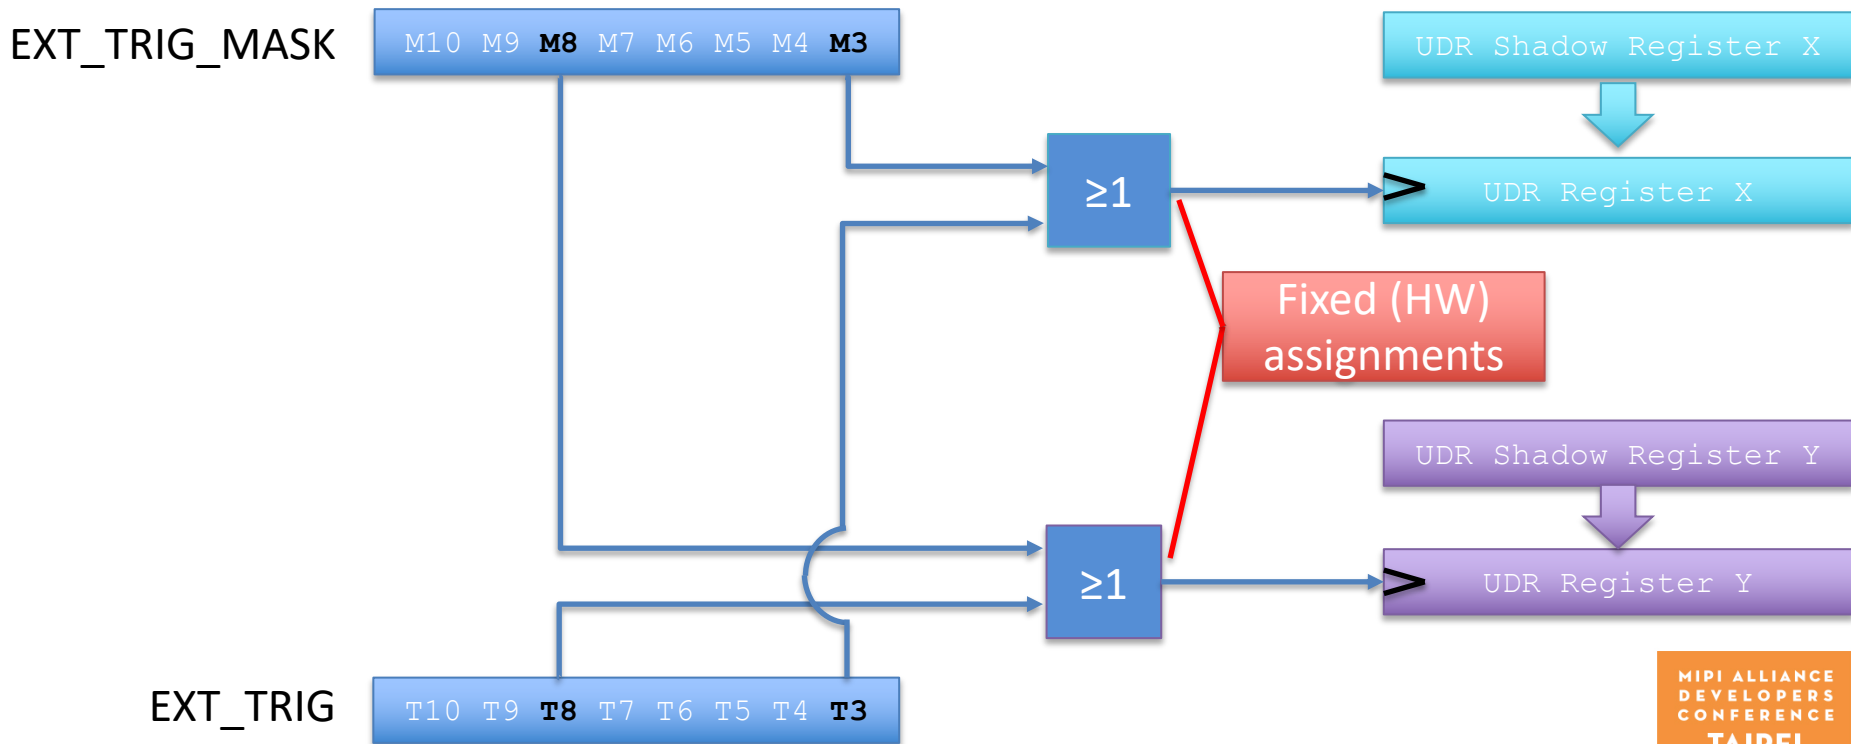 EXT_TRIG_MASK
M10 M9 M8 M7 M6 M5 M4 M3
UDR Shadow Register X
≥1
UDR Register X
Fixed (HW)
assignments
UDR Shadow Register Y
≥1
UDR Register Y
EXT_TRIG
T10 T9 T8 T7 T6 T5 T4 T3
MIPI ALLIANCE
DEVELOPERS
CONFERENCE
TAIPEI